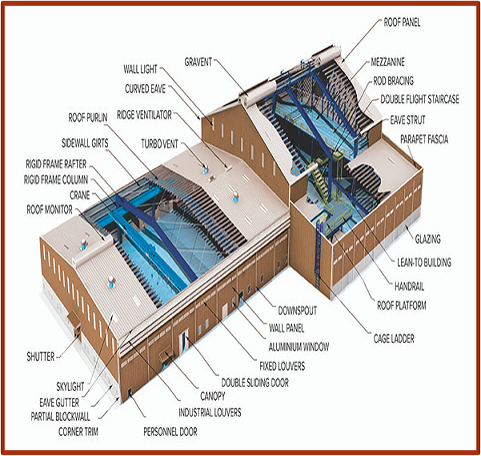 ROOF PANEL
GRAVENT
MEZZANINE
WALL LIGHT
ROD BRACING
CURVED EAVE
DOUBLE FLIGHT STAIRCASE
ROOF PURLIN
RIDGE VENTILATOR
EAVE STRUT
SIDEWALL GIRTS
TURBO VENT
PARAPET FASCIA
RIGID FRAME RAFTER
RIGID FRAME COLUMN
CRANE
ROOF MONITOR
GLAZING
LEAN-TO BUILDING
HANDRAIL
ROOF PLATFORM
DOWNSPOUT
WALL PANEL
CAGE LADDER
ALUMINIUM WINDOW
SHUTTER
FIXED LOUVERS
SKYLIGHT
DOUBLE SLIDING DOOR
EAVE GUTTER
CANOPY
PARTIAL BLOCKWALL
INDUSTRIAL LOUVERS
CORNER TRIM
PERSONNEL DOOR